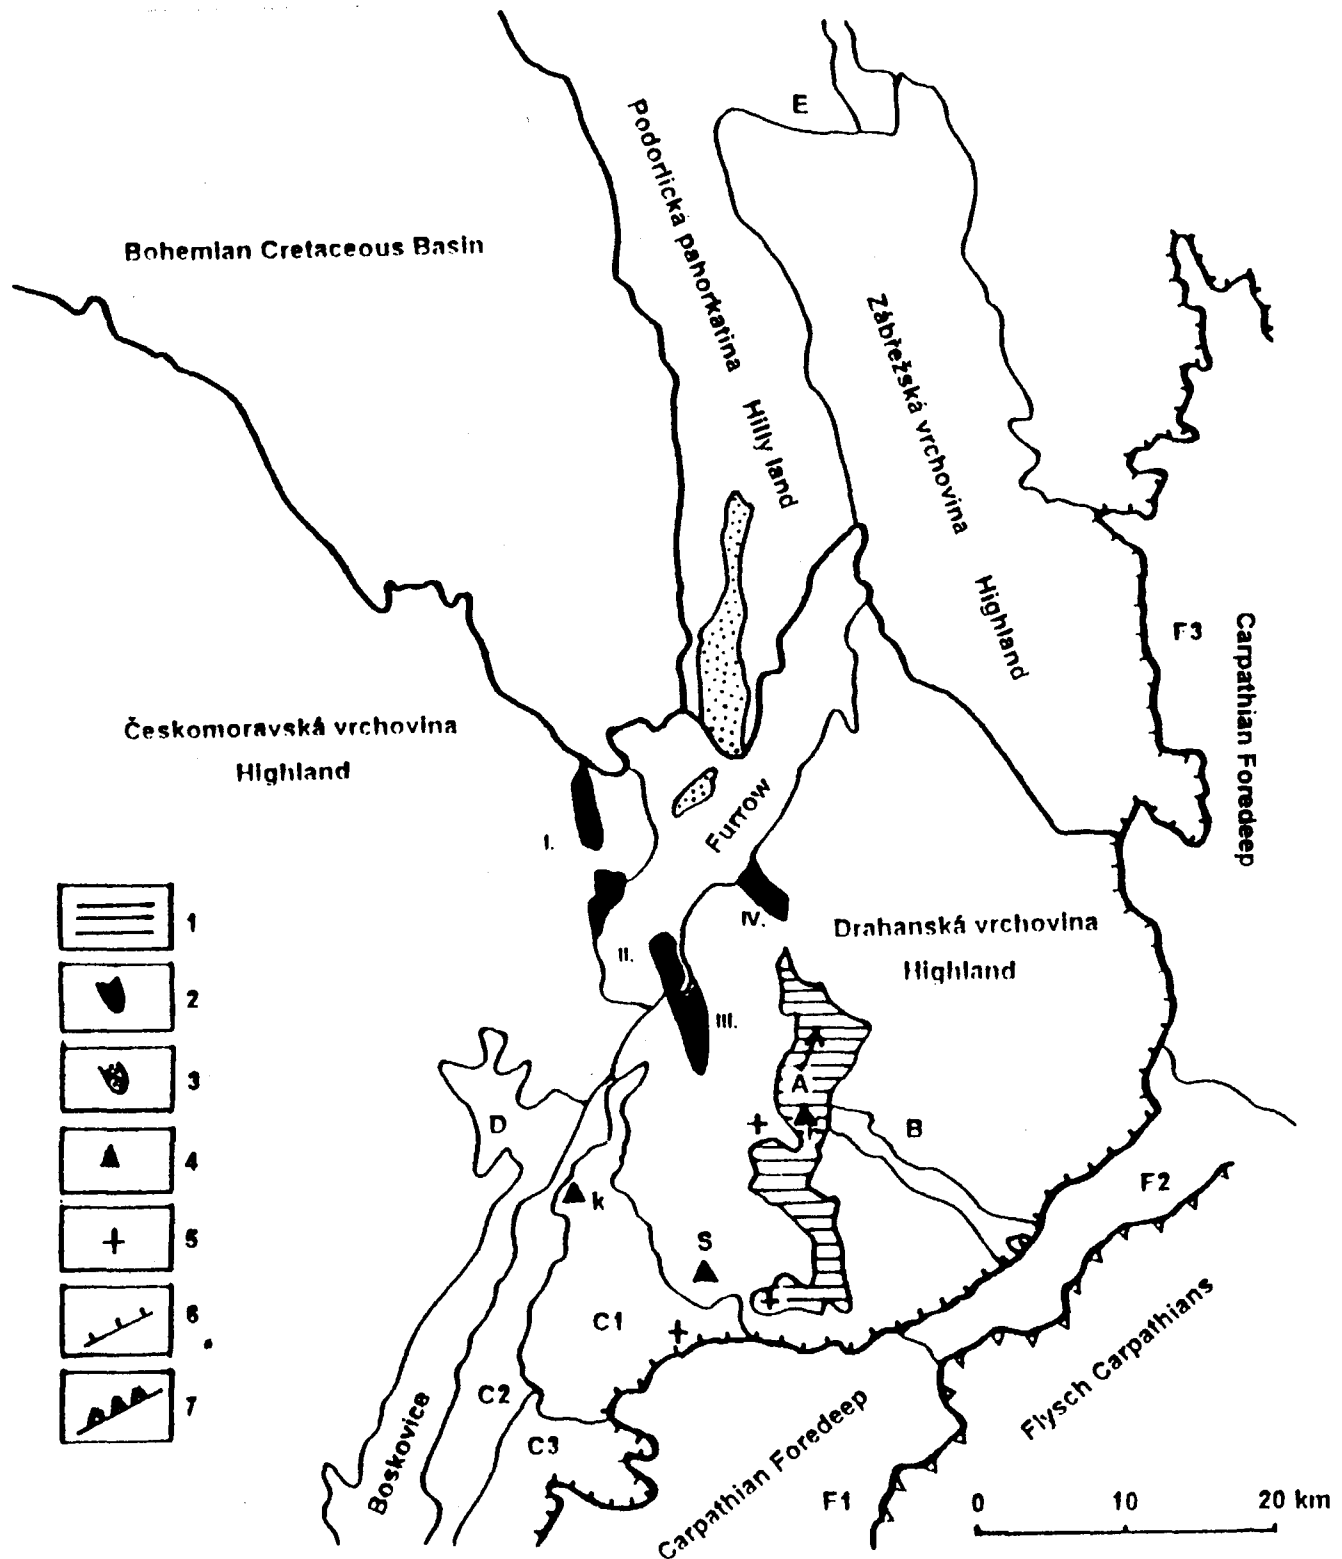 E
Podorlická pahorkatina Hilly land
Bohemian Cretaceous Basin
Zábřežská vrchovina Highland
F3
Carpathian Foredeep
Českomoravská vrchovina
Highland
Furrow
I.
II.
III.
IV.
Drahanská vrchovina
Highland
1
2
3
4
5
6
7
A
B
D
k
S
F2
C1
C2
C3
Boskovice
Carpathian Foredeep
F1
Flysch Carpathians
0 10 20 km